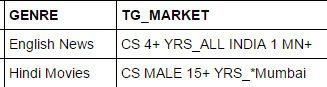 GENRE TG_MARKET
English News CS 4+ YRS_ALL INDIA 1 MN+
Hindi Movies CS MALE 15+ YRS_*Mumbai